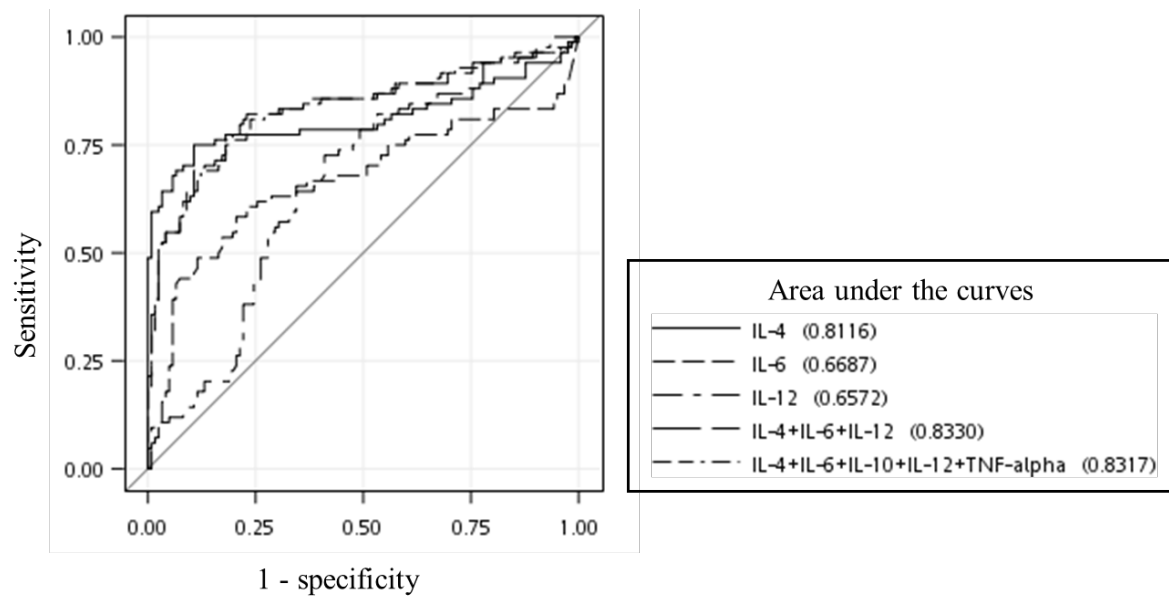 1.00
0.75
0.50
0.25
0.00
Sensitivity
0.00 0.25 0.50 0.75 1.00
1 - specificity
Area under the curves
IL-4 (0.8116)
IL-6 (0.6687)
IL-12 (0.6572)
IL-4+IL-6+IL-12 (0.8330)
IL-4+IL-6+IL-10+IL-12+TNF-alpha (0.8317)